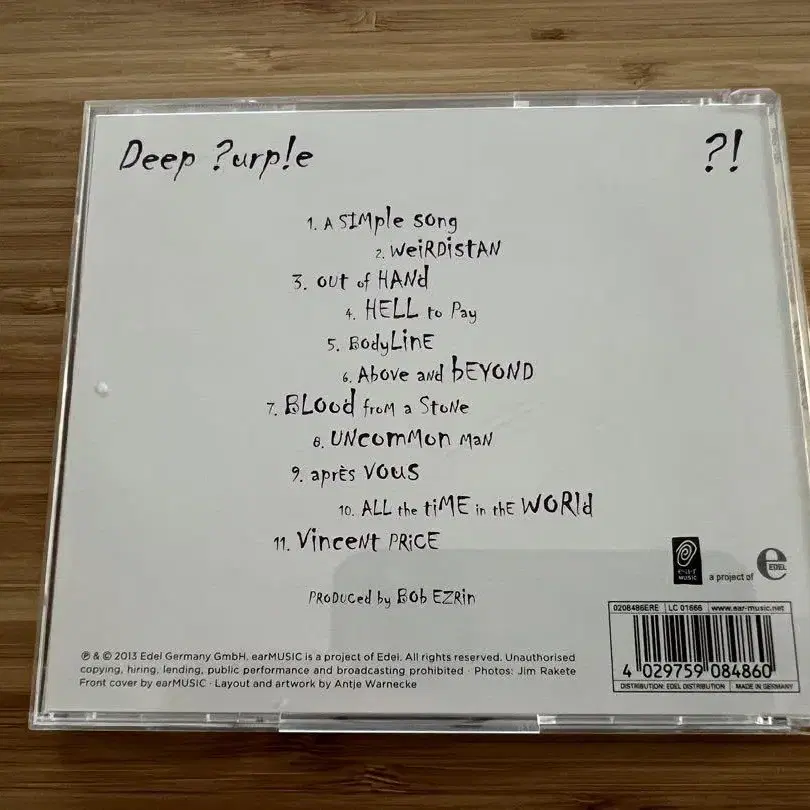 Deep ?urp!e
?!
1. A SIMple song
2. weiRDistAN
3. out of HANd
4. HELL to Pay
5. BodyLinE
6. Above and bEYOND
7. BLOod froM a StoNe
8. UNcomMon maN
9. aprÈs vous
10. ALL the tiME in thE WORld
11. VinceNt PRiCE
PRoDUCed by BOb EZRin
ear MUSIC
a project of
e EDEL
0208486ERE LC 01666 www.ear-music.net
4 029759 084860
DISTRIBUTION: EDEL DISTRIBUTION MADE IN GERMANY
℗ & © 2013 Edel Germany GmbH. earMUSIC is a project of Edel. All rights reserved. Unauthorised
copying, hiring, lending, public performance and broadcasting prohibited · Photos: Jim Rakete
Front cover by earMUSIC · Layout and artwork by Antje Warnecke